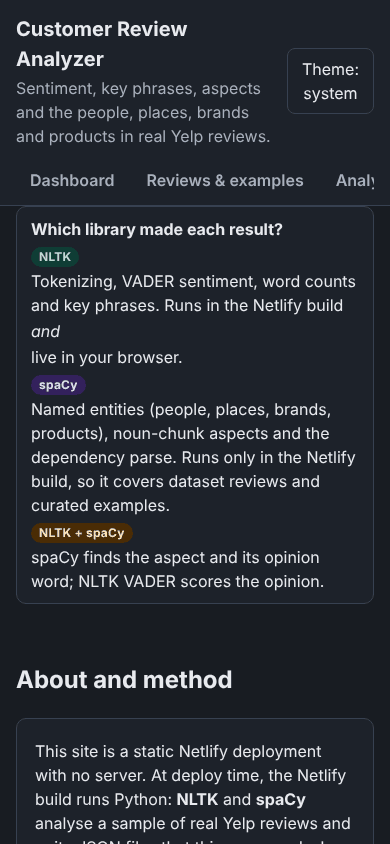 Customer Review
Analyzer
Sentiment, key phrases, aspects
and the people, places, brands
and products in real Yelp reviews.
Theme:
system
Dashboard
Reviews & examples
Which library made each result?
NLTK
Tokenizing, VADER sentiment, word counts
and key phrases. Runs in the Netlify build
and
live in your browser.
spaCy
Named entities (people, places, brands,
products), noun-chunk aspects and the
dependency parse. Runs only in the Netlify
build, so it covers dataset reviews and
curated examples.
NLTK + spaCy
spaCy finds the aspect and its opinion
word; NLTK VADER scores the opinion.
About and method
This site is a static Netlify deployment
with no server. At deploy time, the Netlify
build runs Python: NLTK and spaCy
analyse a sample of real Yelp reviews and